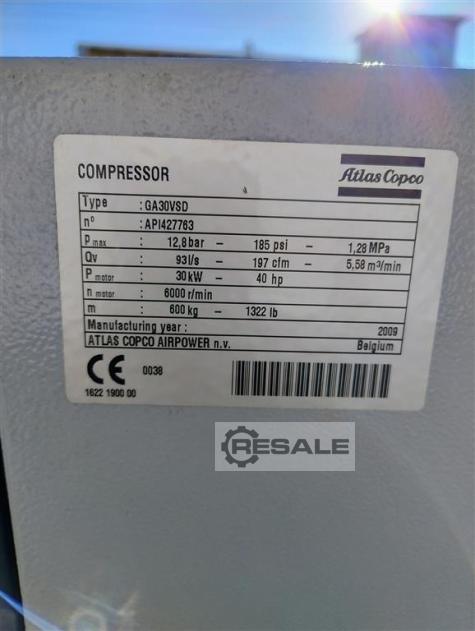 COMPRESSOR
Atlas Copco
Type : GA30VSD
n° : API427763
P max : 12,8 bar – 185 psi – 1,28 MPa
Qv : 93 l/s – 197 cfm – 5,58 m³/min
P motor : 30 kW – 40 hp
n motor : 6000 r/min
m : 600 kg – 1322 lb
Manufacturing year : 2009
ATLAS COPCO AIRPOWER n.v. Belgium
CE 0038
1622 1900 00
RESALE